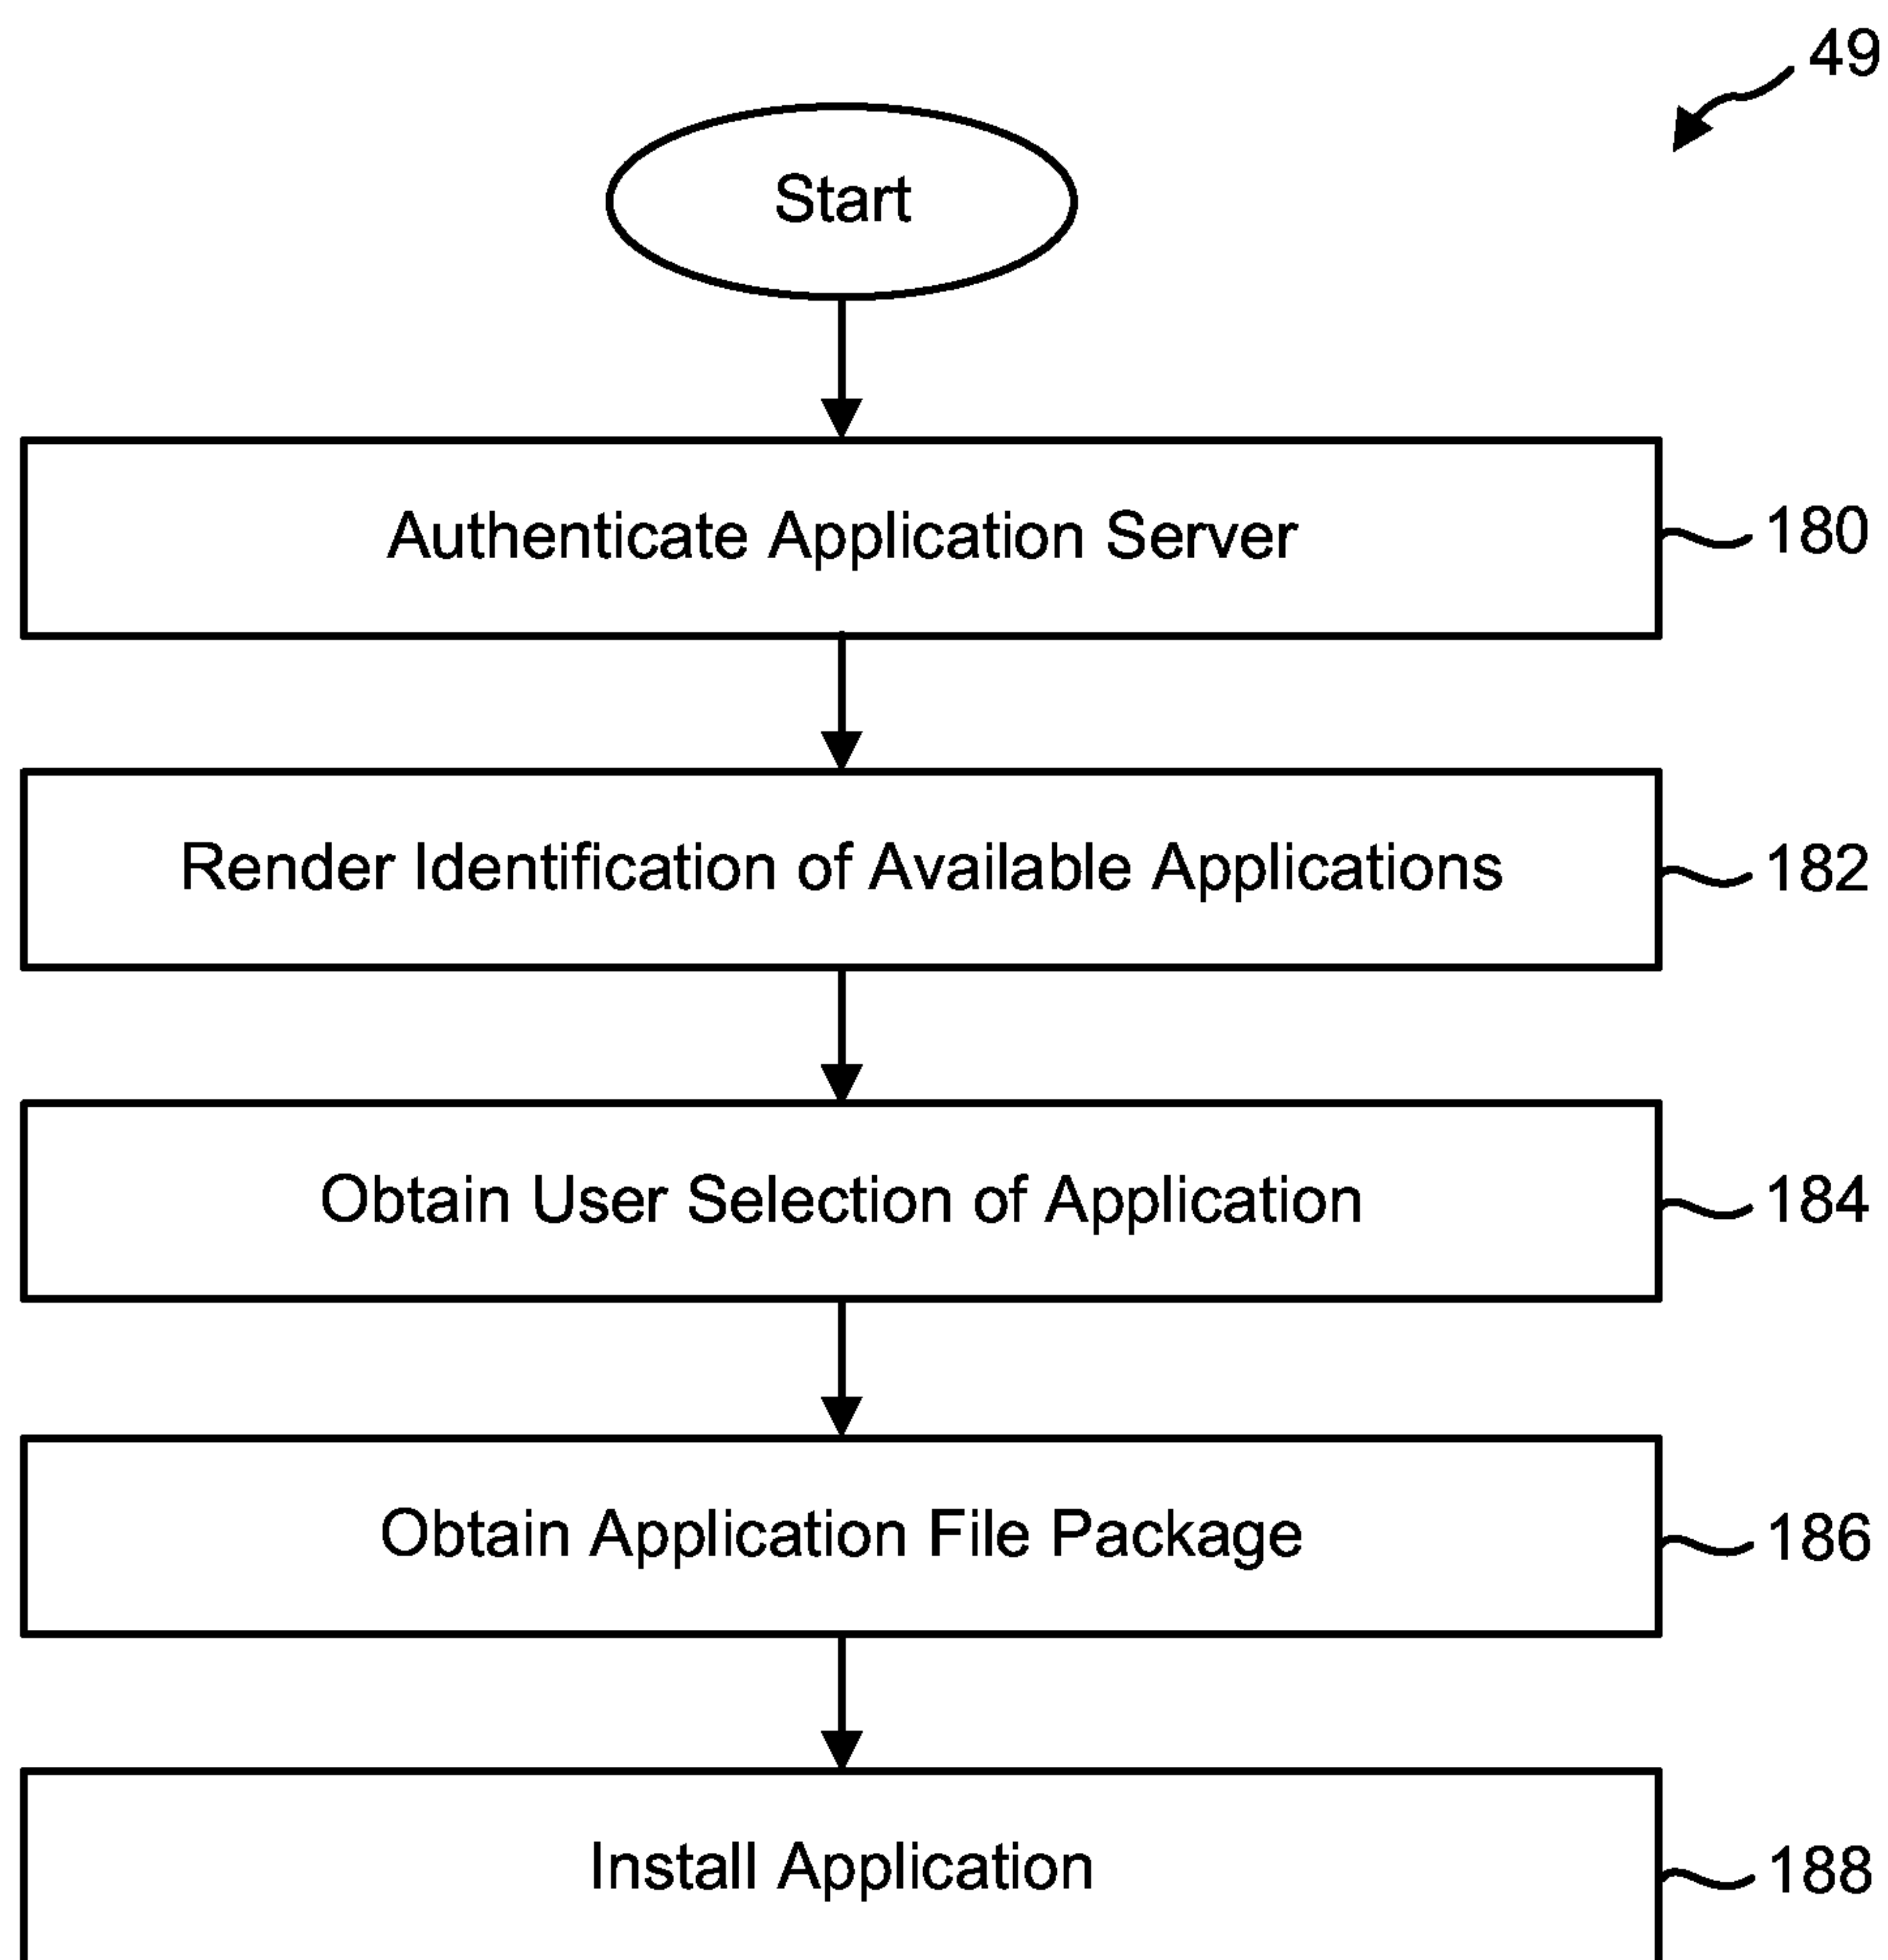 49
Start
Authenticate Application Server
180
Render Identification of Available Applications
182
Obtain User Selection of Application
184
Obtain Application File Package
186
Install Application
188